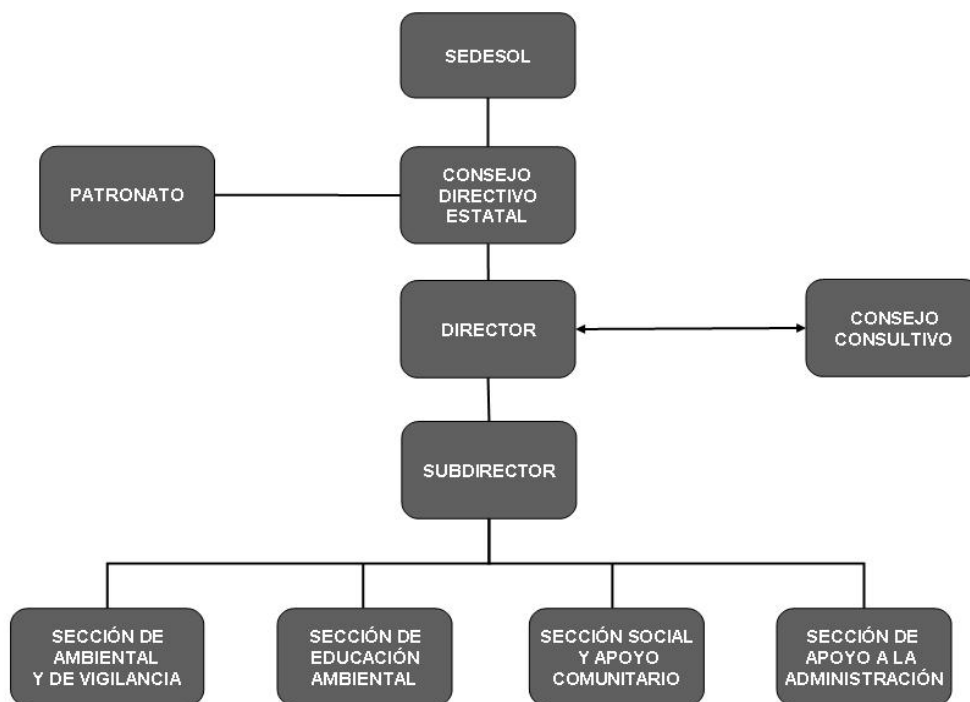 SEDESOL
PATRONATO
CONSEJO
DIRECTIVO
ESTATAL
DIRECTOR
CONSEJO
CONSULTIVO
SUBDIRECTOR
SECCIÓN DE
AMBIENTAL
Y DE VIGILANCIA
SECCIÓN DE
EDUCACIÓN
AMBIENTAL
SECCIÓN SOCIAL
Y APOYO
COMUNITARIO
SECCIÓN DE
APOYO A LA
ADMINISTRACIÓN